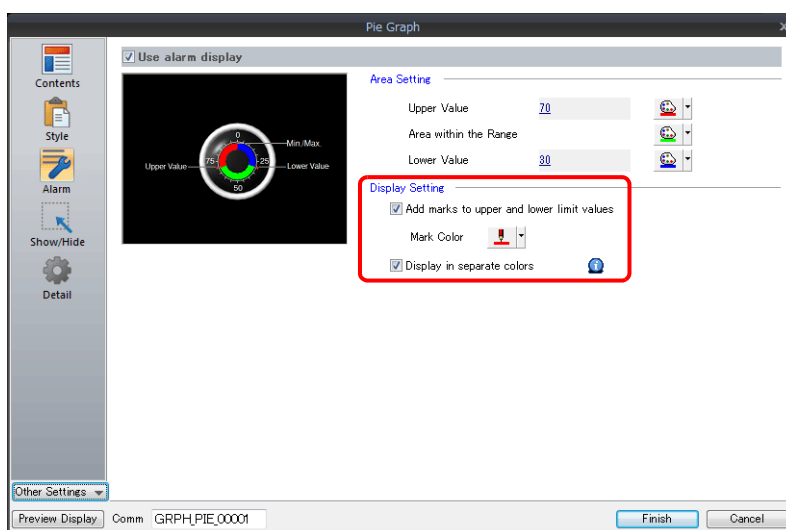 Pie Graph
Contents
Style
Alarm
Show/Hide
Detail
Use alarm display
0
Min./Max.
Upper Value
75
25
Lower Value
50
Area Setting
Upper Value 70
Area within the Range
Lower Value 30
Display Setting
Add marks to upper and lower limit values
Mark Color
Display in separate colors
Other Settings
Preview Display Comm GRPH_PIE_00001 Finish Cancel